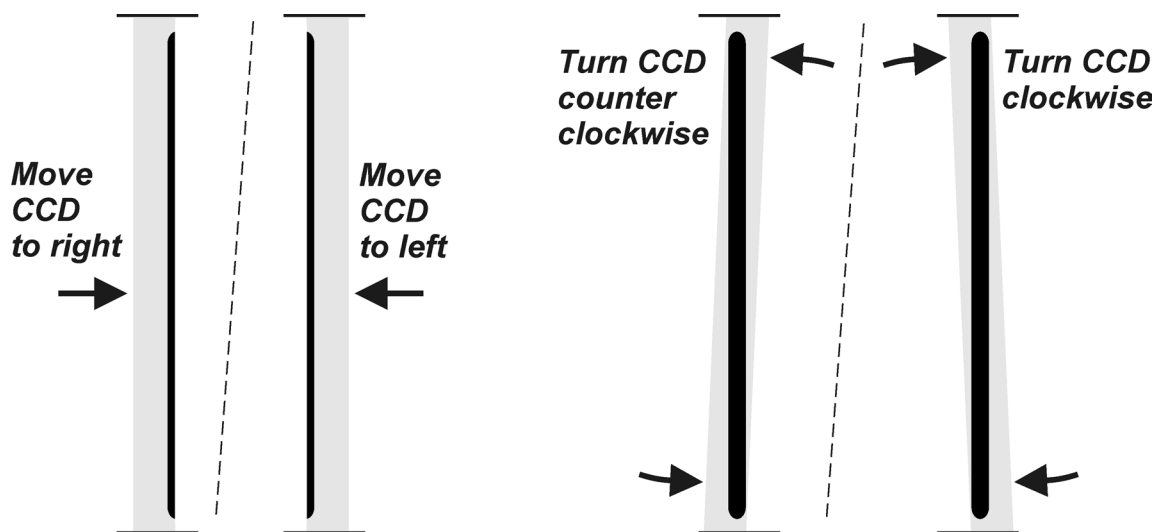 Move
CCD
to right
Move
CCD
to left
Turn CCD
counter
clockwise
Turn CCD
clockwise